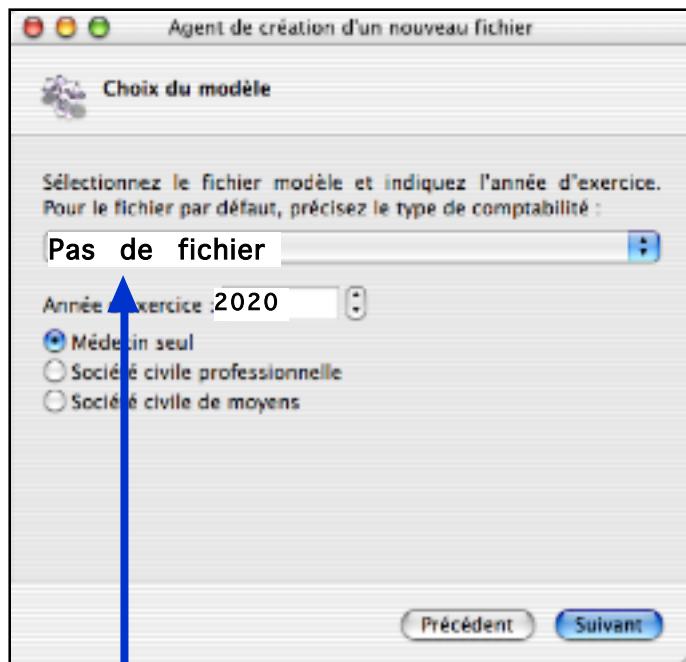 Agent de création d'un nouveau fichier
Choix du modèle
Sélectionnez le fichier modèle et indiquez l'année d'exercice.
Pour le fichier par défaut, précisez le type de comptabilité :
Pas de fichier
Année d'exercice : 2020
Médecin seul
Société civile professionnelle
Société civile de moyens
Précédent Suivant